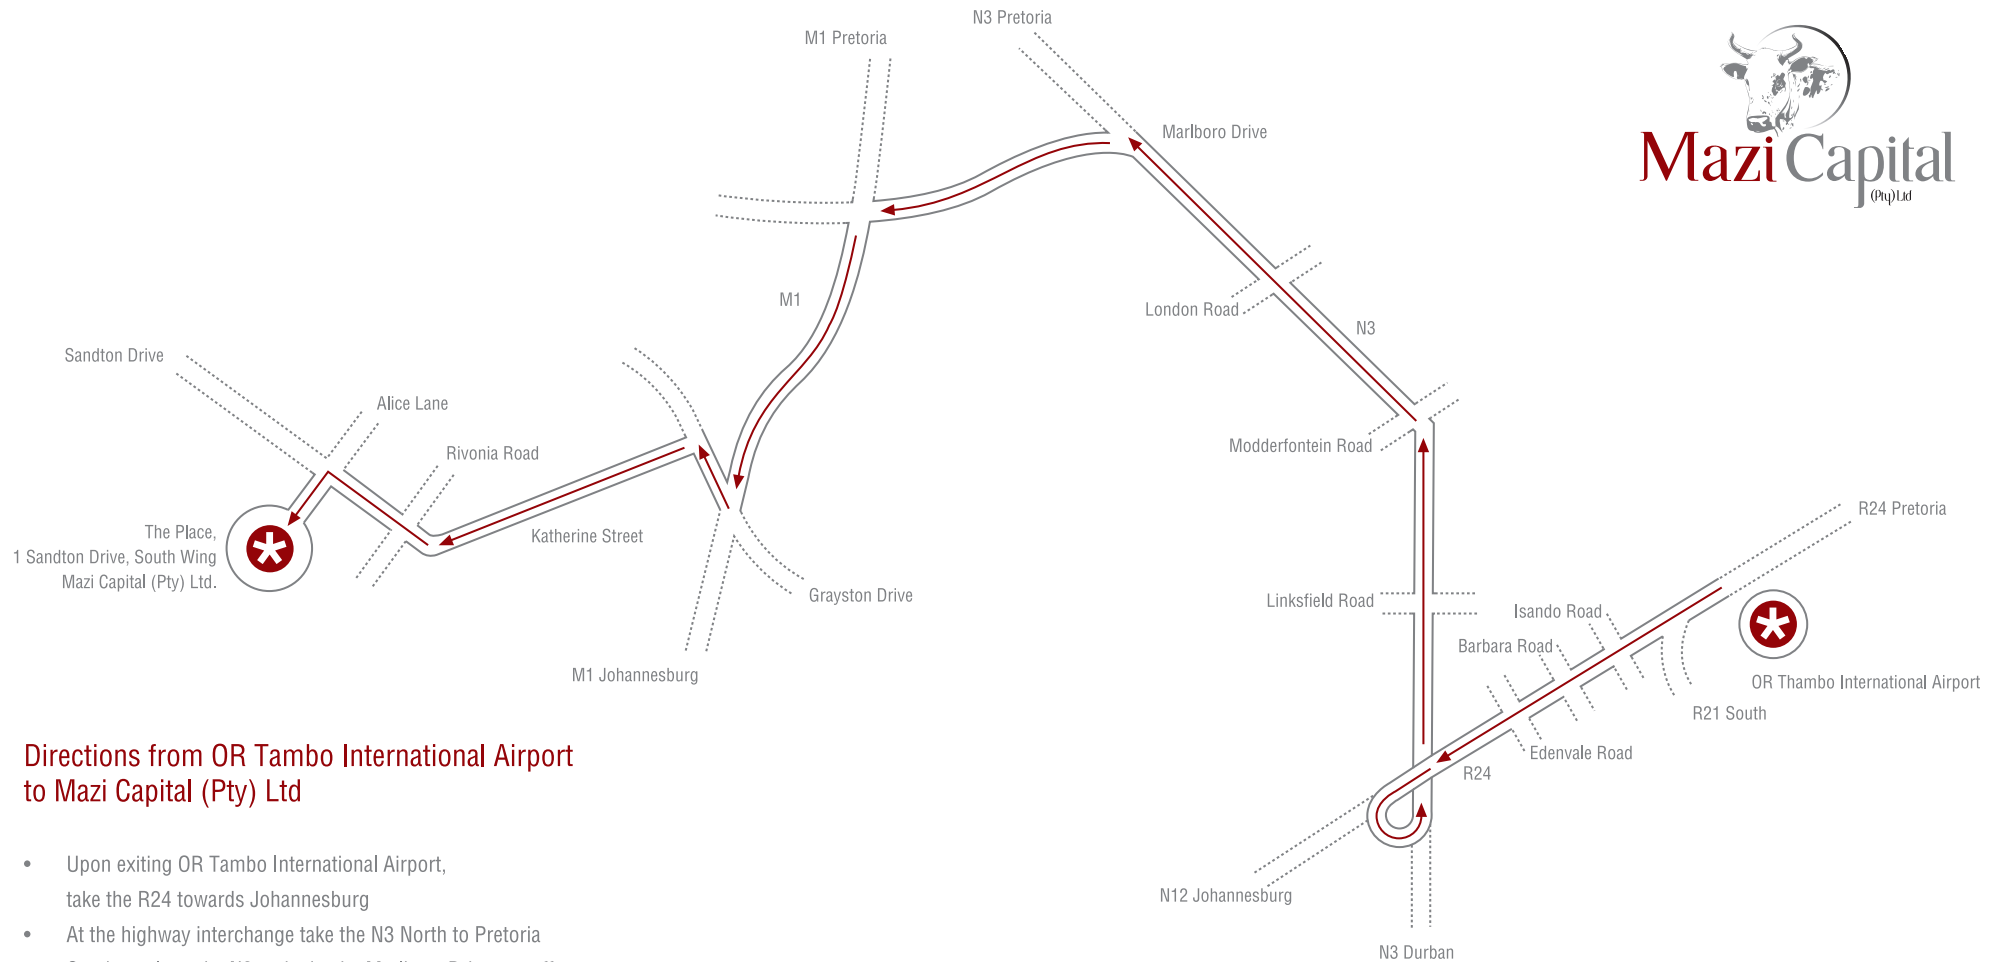 N3 Pretoria
M1 Pretoria
Marlboro Drive
Mazi Capital
(Pty) Ltd
M1
London Road
N3
Sandton Drive
Alice Lane
Rivonia Road
Modderfontein Road
The Place,
1 Sandton Drive, South Wing
Mazi Capital (Pty) Ltd.
Katherine Street
Grayston Drive
R24 Pretoria
Linksfield Road
Isando Road
Barbara Road
M1 Johannesburg
OR Thambo International Airport
R21 South
Edenvale Road
R24
N12 Johannesburg
N3 Durban
Directions from OR Tambo International Airport
to Mazi Capital (Pty) Ltd
• Upon exiting OR Tambo International Airport,
take the R24 towards Johannesburg
• At the highway interchange take the N3 North to Pretoria